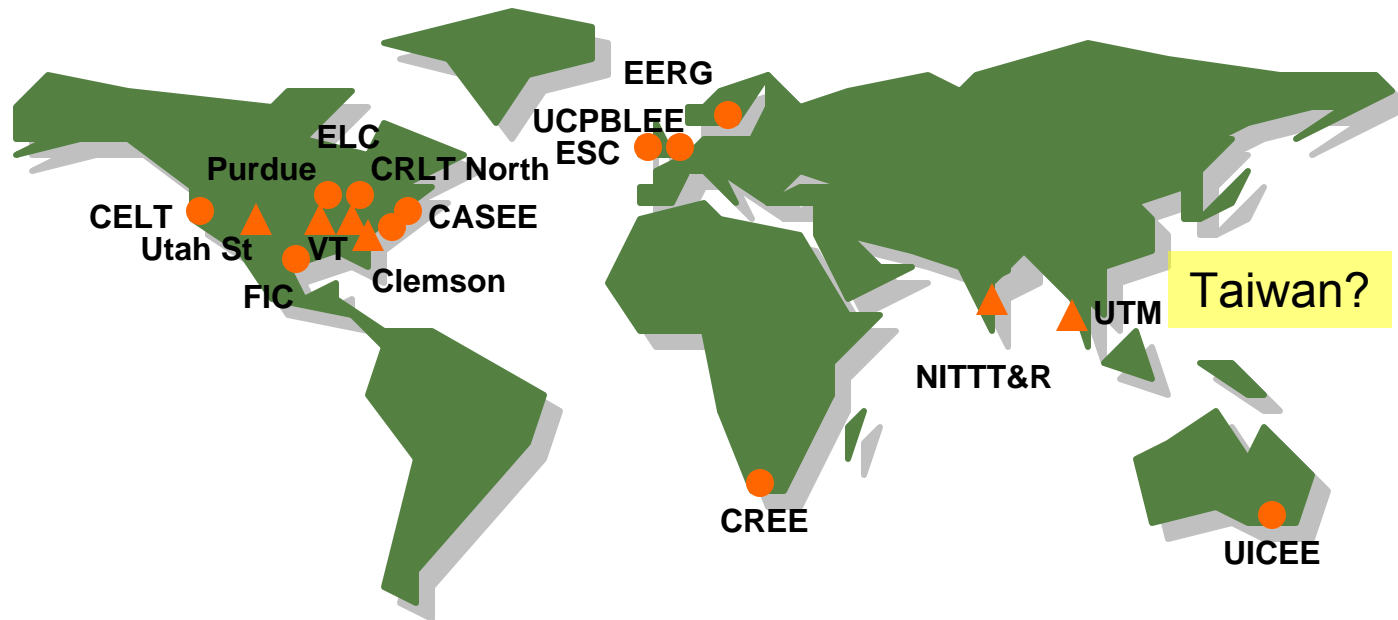 EERG
UCPBLEE
ELC
ESC
Purdue
CRLT North
CELT
CASEE
Utah St
VT
Taiwan?
Clemson
FIC
UTM
NITTT&R
CREE
UICEE